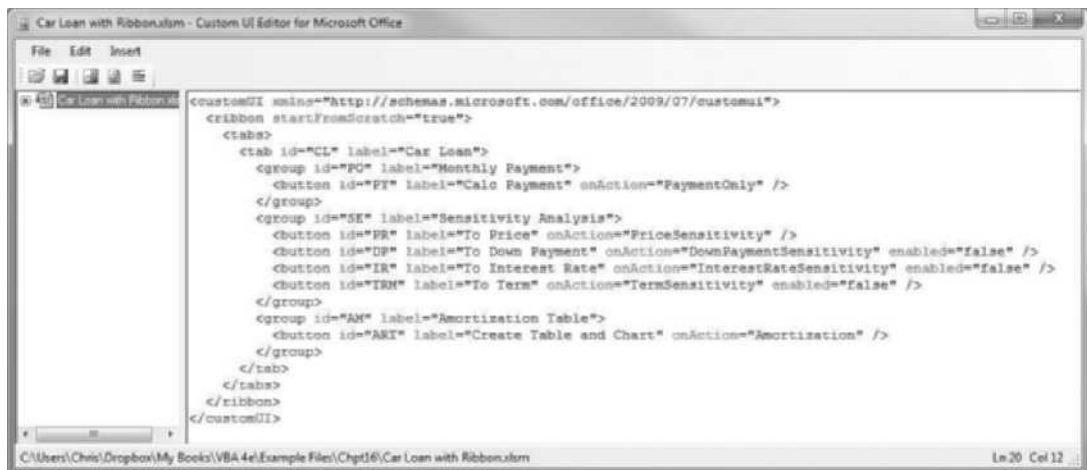 Car Loan with Ribbon.xlsm - Custom UI Editor for Microsoft Office
File Edit Insert
Car Loan with Ribbon.xls
<customUI xmlns="http://schemas.microsoft.com/office/2009/07/customui">
<ribbon startFromScratch="true">
<tabs>
<tab id="CL" label="Car Loan">
<group id="PO" label="Monthly Payment">
<button id="PY" label="Calc Payment" onAction="PaymentOnly" />
</group>
<group id="SE" label="Sensitivity Analysis">
<button id="PR" label="To Price" onAction="PriceSensitivity" />
<button id="DP" label="To Down Payment" onAction="DownPaymentSensitivity" enabled="false" />
<button id="IR" label="To Interest Rate" onAction="InterestRateSensitivity" enabled="false" />
<button id="TRM" label="To Term" onAction="TermSensitivity" enabled="false" />
</group>
<group id="AM" label="Amortization Table">
<button id="ART" label="Create Table and Chart" onAction="Amortization" />
</group>
</tab>
</tabs>
</ribbon>
</customUI>
C:\Users\Chris\Dropbox\My Books\VBA 4e\Example Files\Chpt16\Car Loan with Ribbon.xlsm Ln 20 Col 12